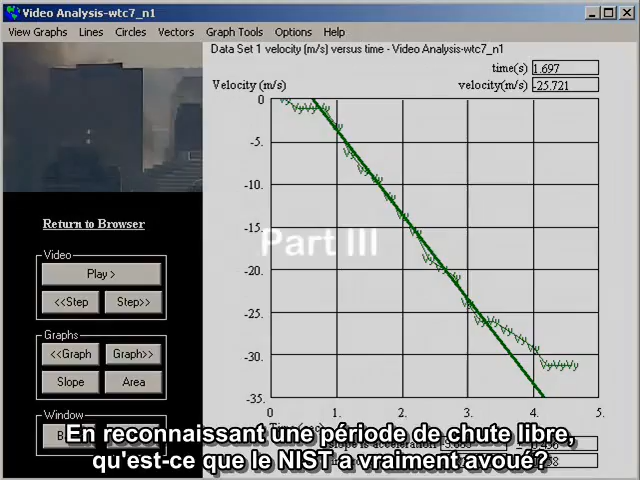 Video Analysis-wtc7_n1
View Graphs Lines Circles Vectors Graph Tools Options Help
Data Set 1 velocity (m/s) versus time - Video Analysis-wtc7_n1
time(s) 1.697
Velocity (m/s) velocity(m/s) -25.721
0
-5.
-10.
-15.
-20.
-25.
-30.
-35.
0 1. 2. 3. 4. 5.
Return to Browser
Video
Play>
<<Step Step>>
Graphs
<<Graph Graph>>
Slope Area
Window
Part III
slope is acceleration
En reconnaissant une période de chute libre,
qu'est-ce que le NIST a vraiment avoué?